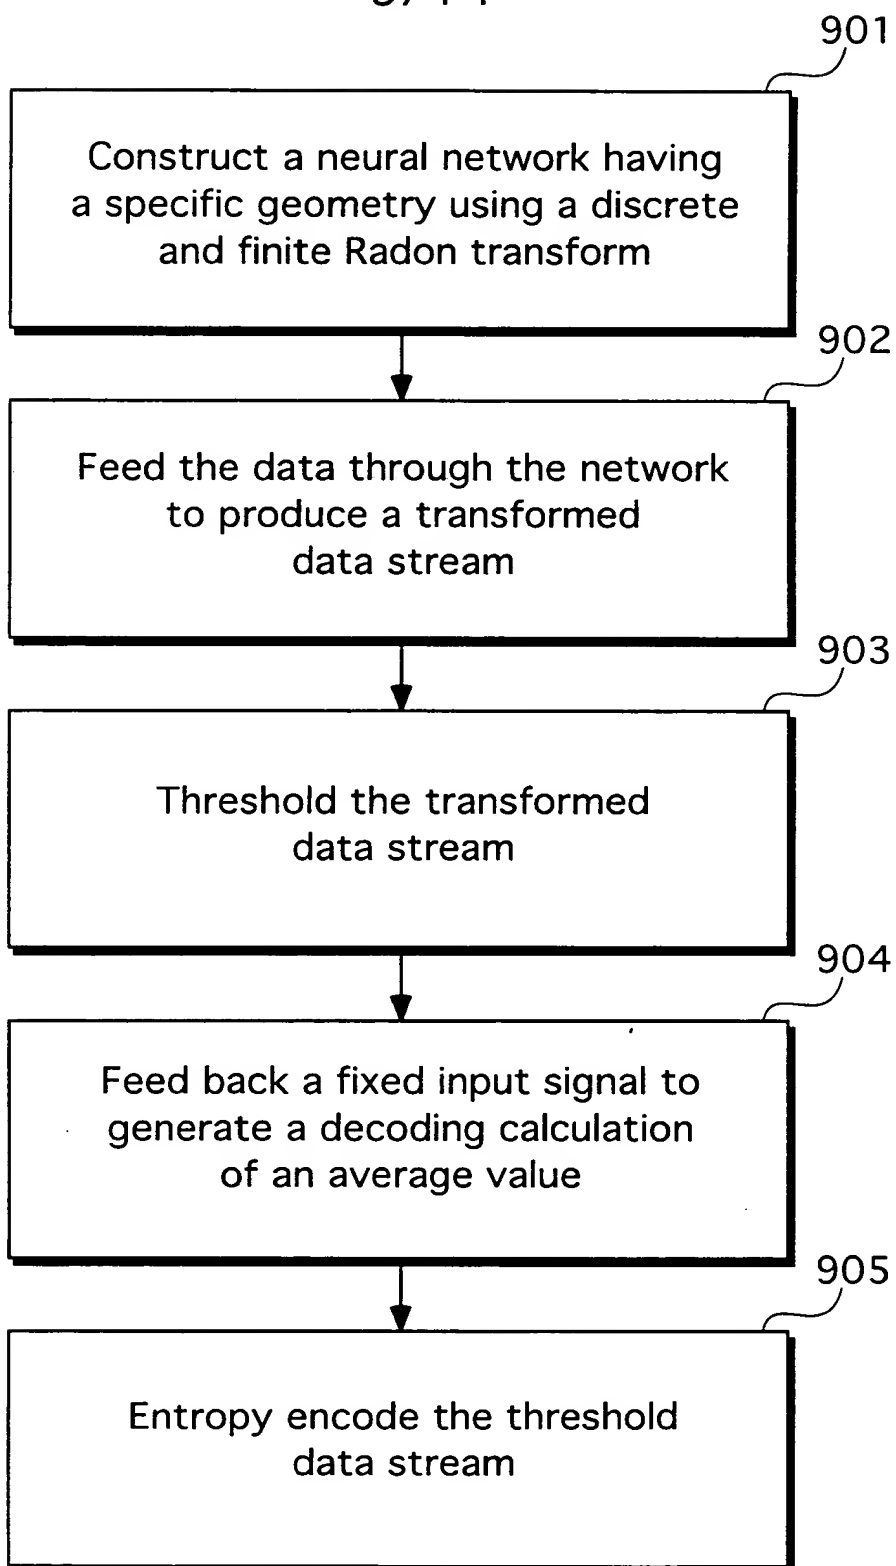 901
Construct a neural network having
a specific geometry using a discrete
and finite Radon transform
902
Feed the data through the network
to produce a transformed
data stream
903
Threshold the transformed
data stream
904
Feed back a fixed input signal to
generate a decoding calculation
of an average value
905
Entropy encode the threshold
data stream